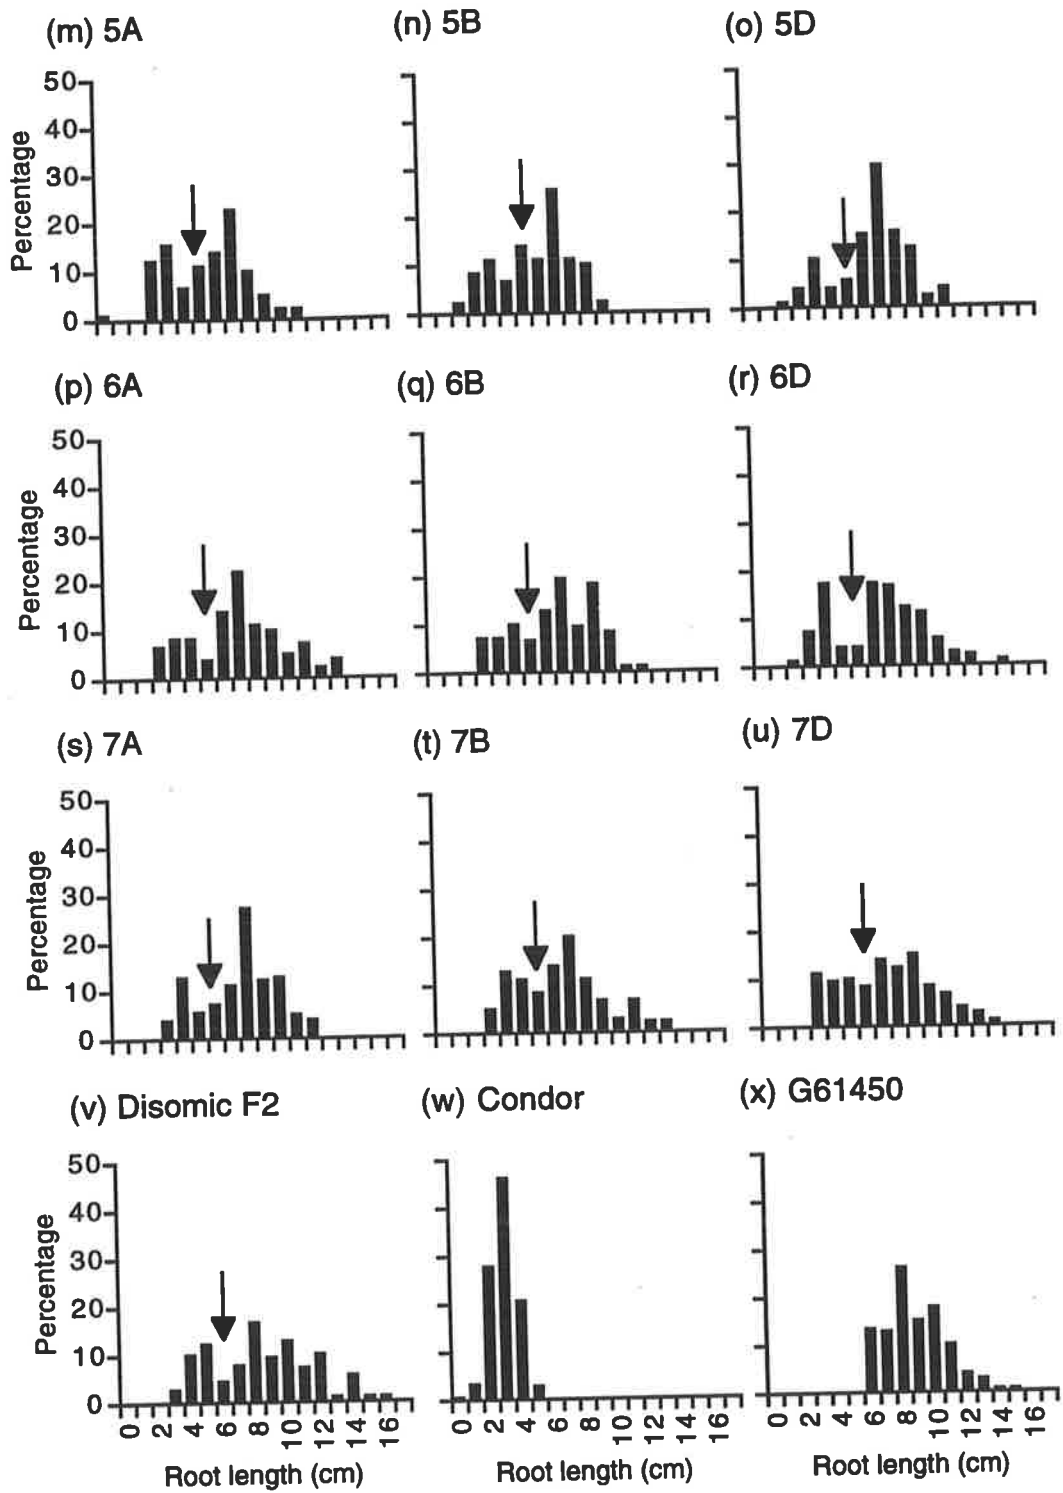 (m) 5A (n) 5B (o) 5D
Percentage
50
40
30
20
10
0
(p) 6A (q) 6B (r) 6D
Percentage
50
40
30
20
10
0
(s) 7A (t) 7B (u) 7D
Percentage
50
40
30
20
10
0
(v) Disomic F2 (w) Condor (x) G61450
Percentage
50
40
30
20
10
0
0 2 4 6 8 10 12 14 16 0 2 4 6 8 10 12 14 16 0 2 4 6 8 10 12 14 16
Root length (cm) Root length (cm) Root length (cm)